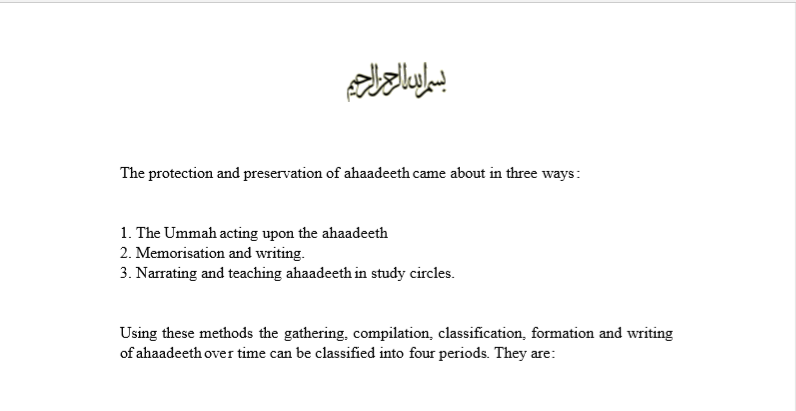 بسم الله الرحمن الرحيم
The protection and preservation of ahaadeeth came about in three ways:
1. The Ummah acting upon the ahaadeeth
2. Memorisation and writing.
3. Narrating and teaching ahaadeeth in study circles.
Using these methods the gathering, compilation, classification, formation and writing
of ahaadeeth over time can be classified into four periods. They are: